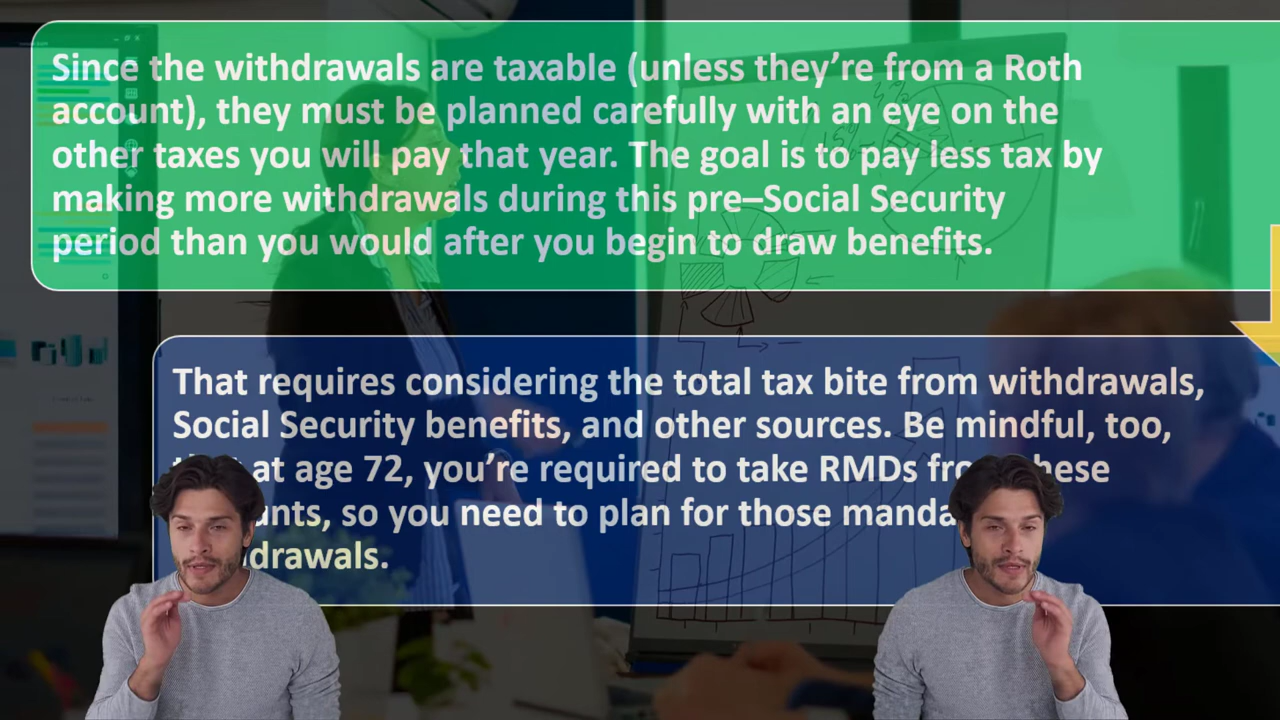 Since the withdrawals are taxable (unless they're from a Roth
account), they must be planned carefully with an eye on the
other taxes you will pay that year. The goal is to pay less tax by
making more withdrawals during this pre–Social Security
period than you would after you begin to draw benefits.
That requires considering the total tax bite from withdrawals,
Social Security benefits, and other sources. Be mindful, too,
at age 72, you're required to take RMDs
so you need to plan for those